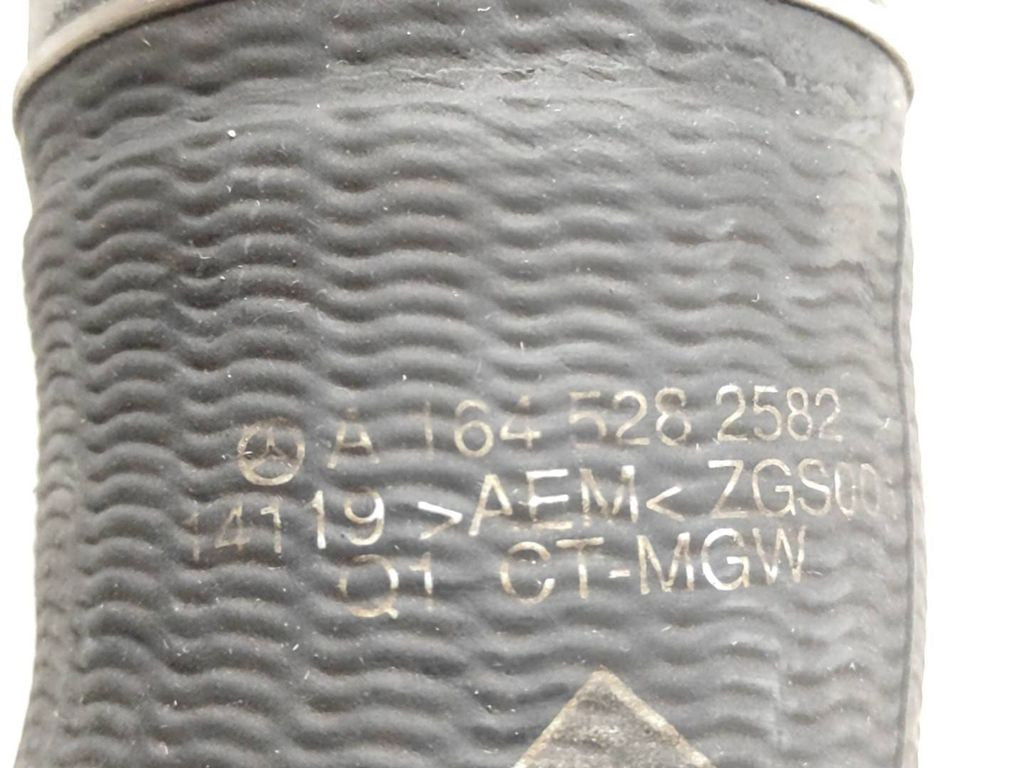 A 164 528 2582
14119 >AEM< ZGS00
Q1 CT-MGW